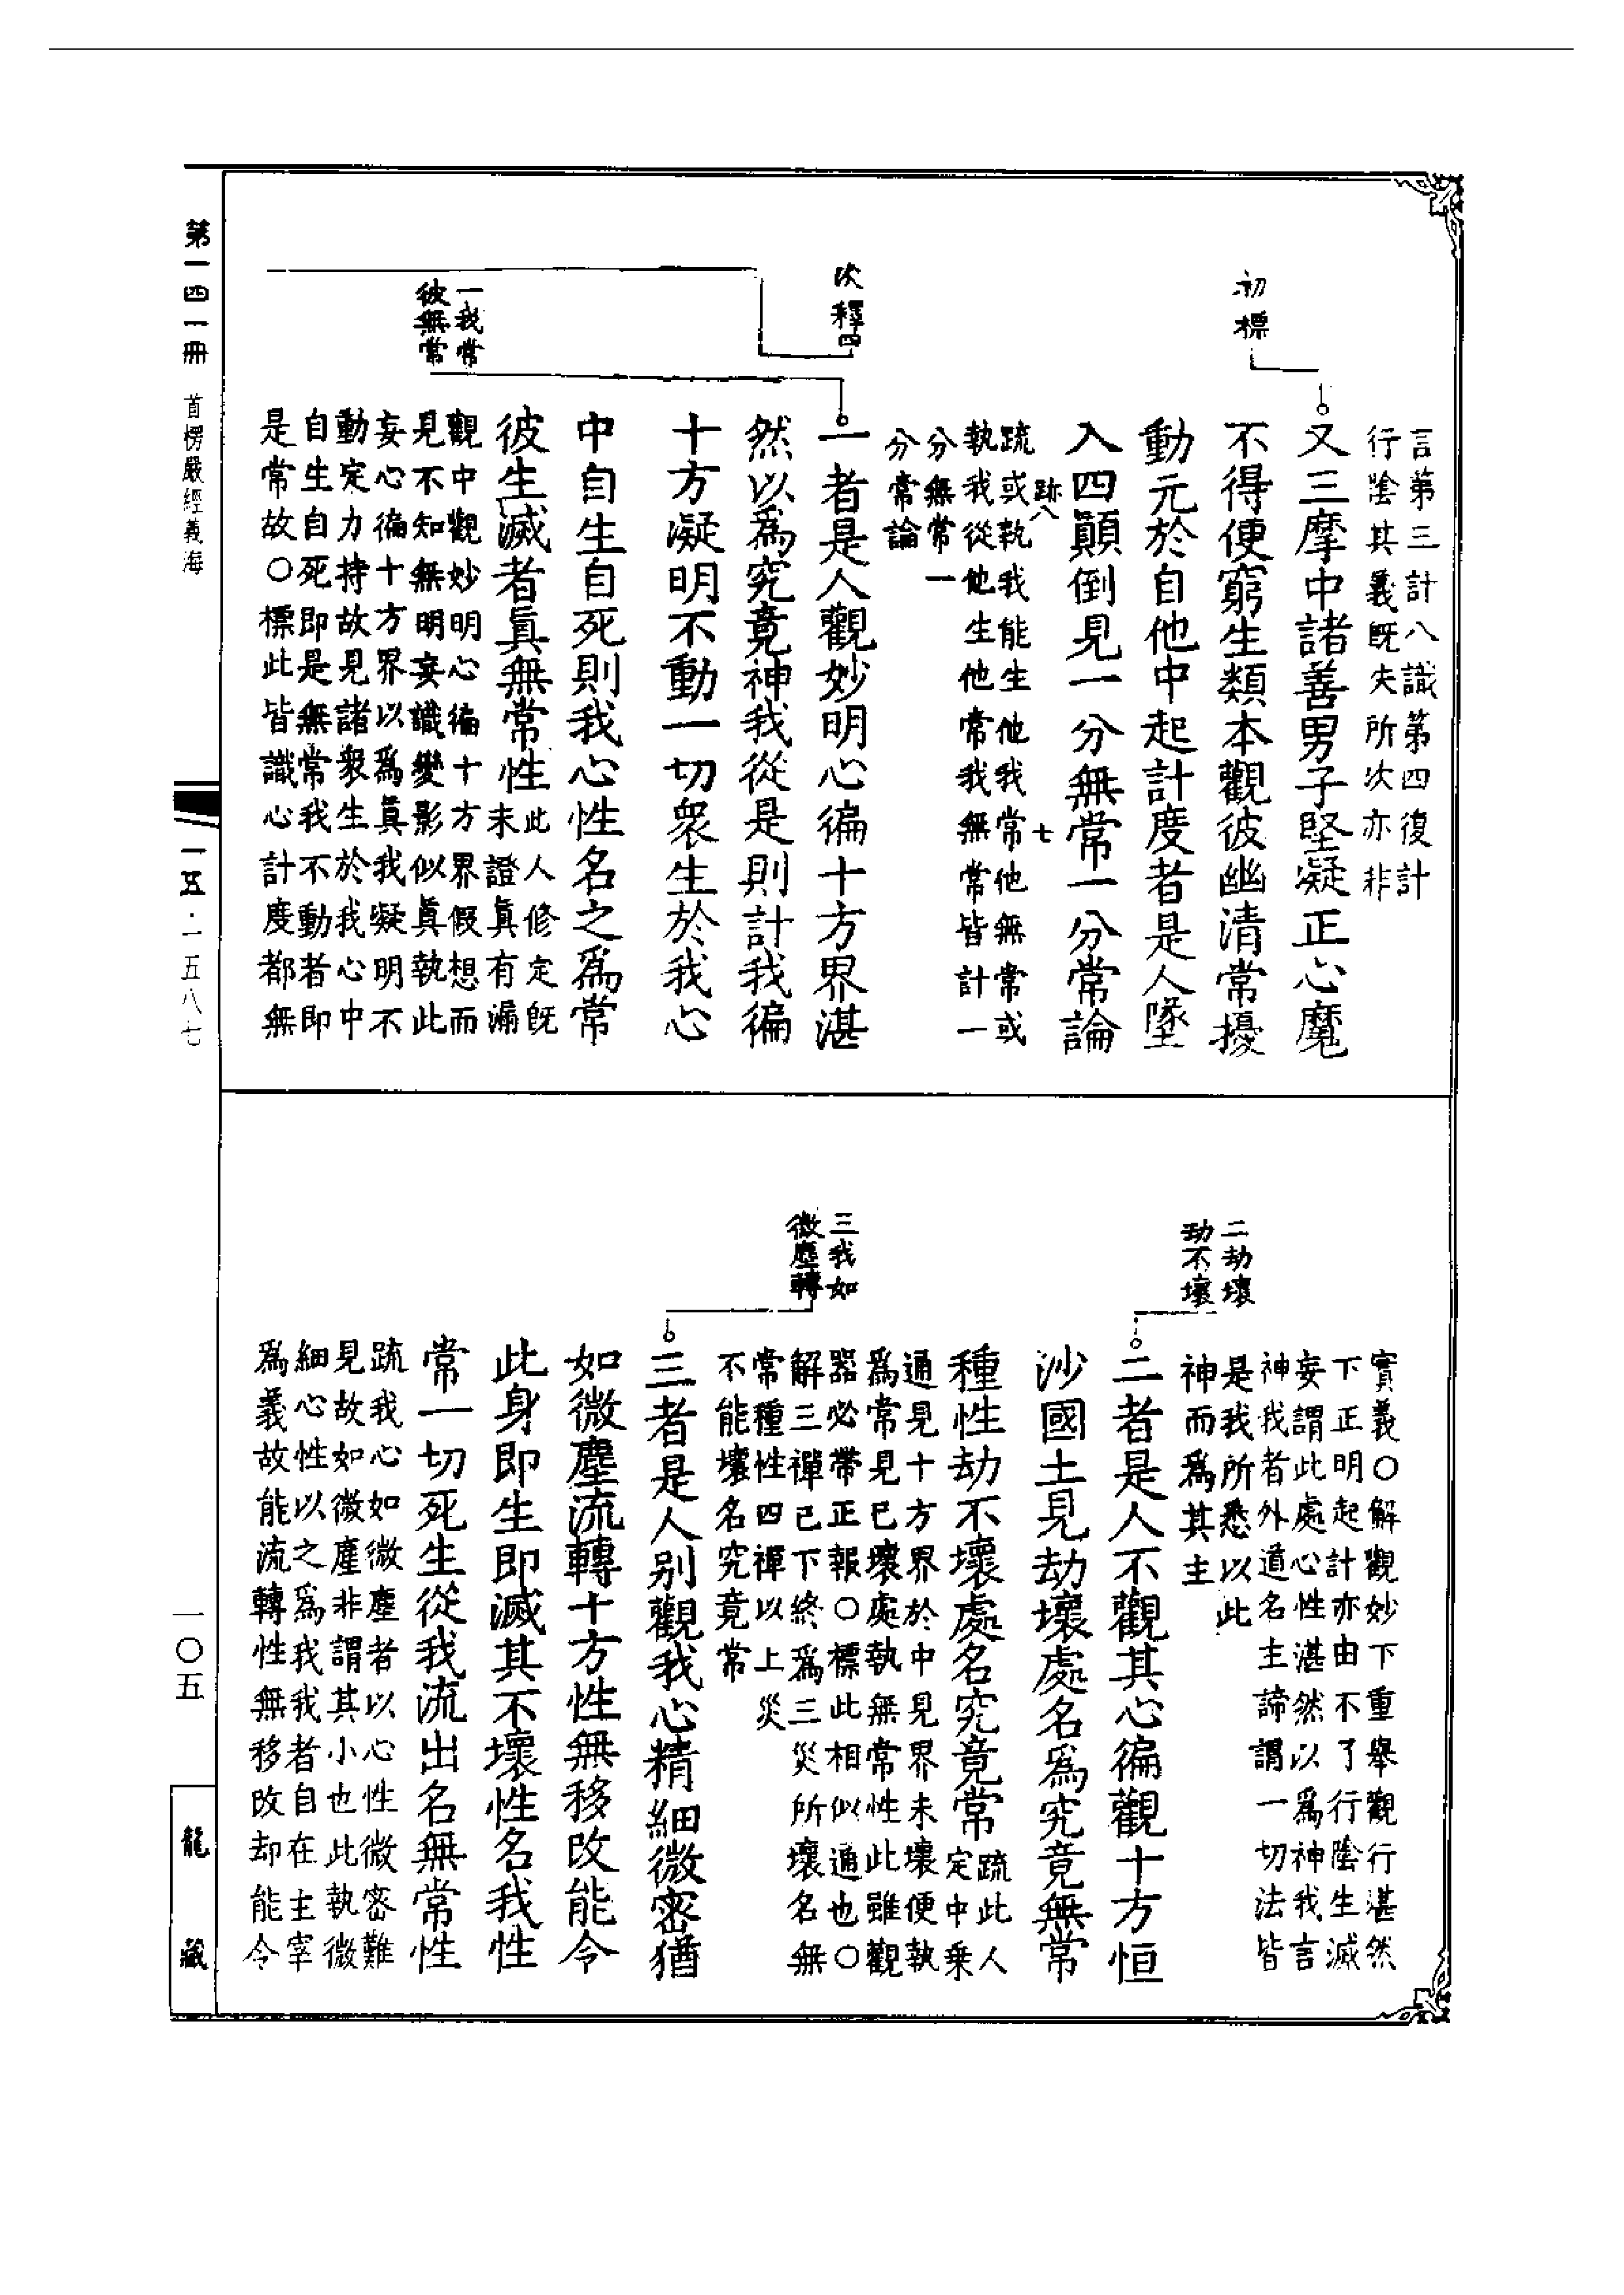 言第三計八識第四復計
行陰其義既失所次亦非
初標
又三摩中諸善男子堅凝正心魔
不得便窮生類本觀彼幽清常擾
動元於自他中起計度者是人墜
入四顛倒見一分無常一分常論
跡八
七
疏或執我能生他我常他無常或
執我從他生他常我無常皆計一
分無常一
分常論
次釋四
一我常
彼無常
一者是人觀妙明心徧十方界湛
然以為究竟神我從是則計我徧
十方凝明不動一切衆生於我心
中自生自死則我心性名之為常
彼生滅者真無常性
此人修定既
未證真有漏
觀中觀妙明心徧十方界假想而
見不知無明妄識變影似真執此
妄心徧十方界以為真我凝明不
動定力持故見諸衆生於我心中
自生自死即是無常我不動者即
是常故〇標此皆識心計度都無
實義〇解觀妙下重舉觀行湛然
下正明起計亦由不了行陰生滅
妄謂此處心性湛然以為神我言
神我者外道名主諦謂一切法皆
是我所悉以此
神而為其主
二劫壞
劫不壞
二者是人不觀其心徧觀十方恒
沙國土見劫壞處名為究竟無常
種性劫不壞處名究竟常
疏此人
定中乗
通見十方界於中見界未壞便執
為常見已壞處執無常性此雖觀
器必帶正報〇標此相似通也〇
解三禪已下終為三災所壞名無
常種性四禪以上災
不能壞名究竟常
三我如
微塵轉
三者是人别觀我心精細微密猶
如微塵流轉十方性無移改能令
此身即生即滅其不壞性名我性
常一切死生從我流出名無常性
疏我心如微塵者以心性微密難
見故如微塵非謂其小也此執微
細心性以之為我我者自在主宰
為義故能流轉性無移改却能令
第一四一冊
首楞嚴經義海
一五·一五八七
一〇五
龍藏